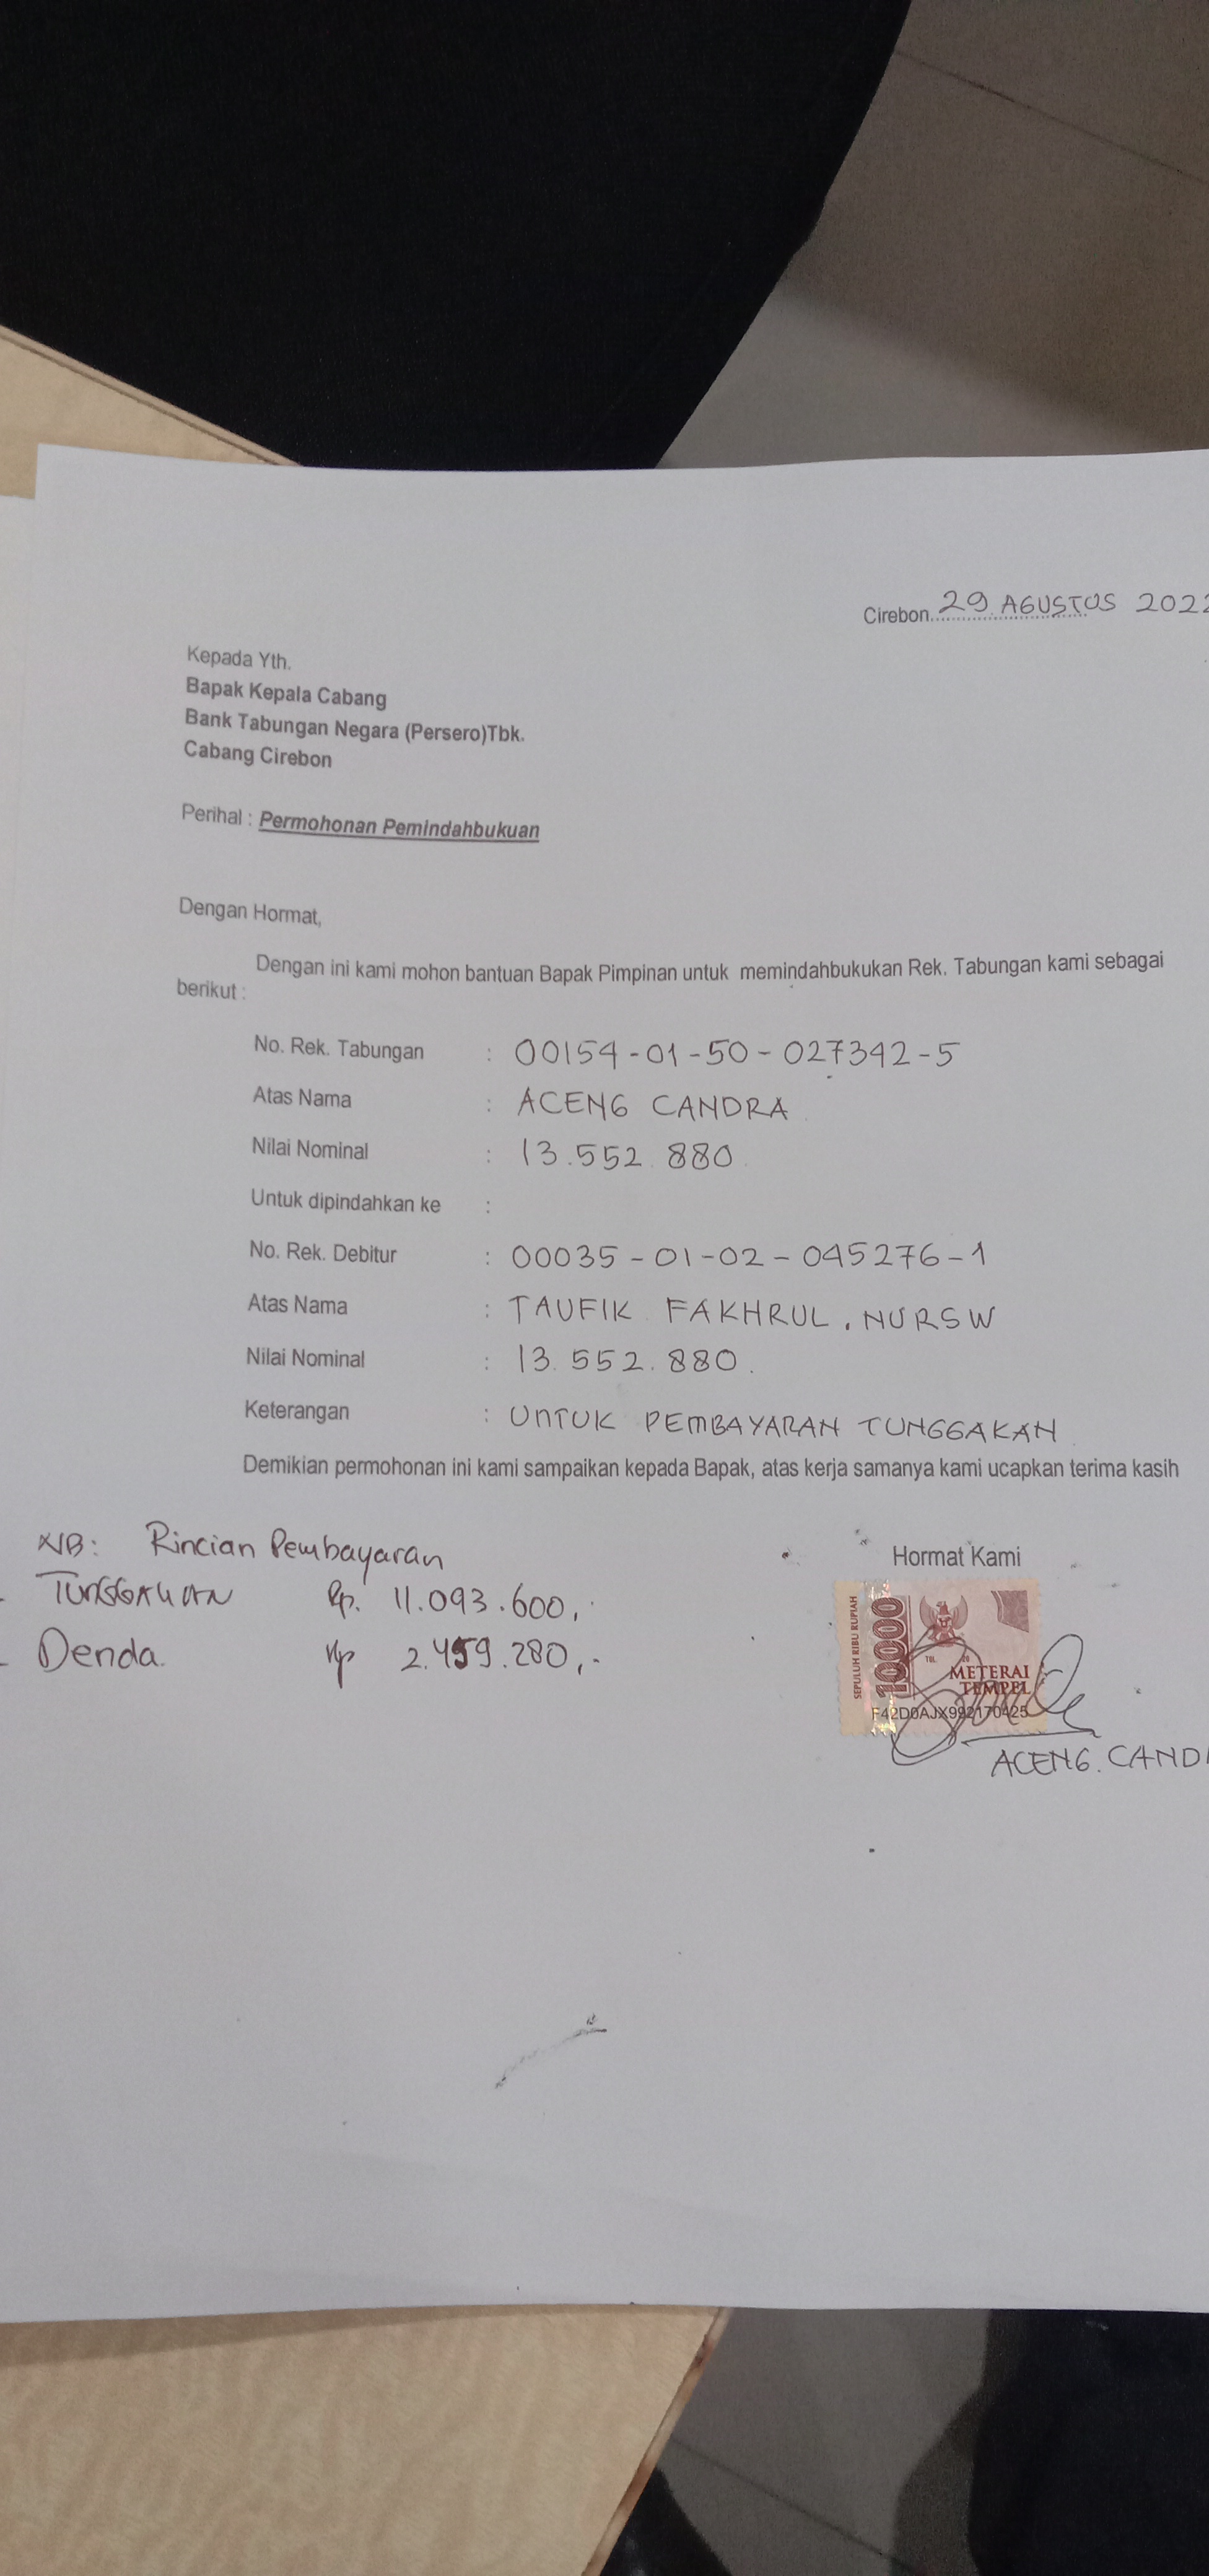 Cirebon, 29 AGUSTUS 2022
Kepada Yth.
Bapak Kepala Cabang
Bank Tabungan Negara (Persero)Tbk.
Cabang Cirebon
Perihal : Permohonan Pemindahbukuan
Dengan Hormat,
Dengan ini kami mohon bantuan Bapak Pimpinan untuk memindahbukukan Rek. Tabungan kami sebagai
berikut :
No. Rek. Tabungan : 00154-01-50-027342-5
Atas Nama : ACENG CANDRA
Nilai Nominal : 13.552.880
Untuk dipindahkan ke :
No. Rek. Debitur : 00035-01-02-045276-1
Atas Nama : TAUFIK FAKHRUL. NURSW
Nilai Nominal : 13.552.880.
Keterangan : UNTUK PEMBAYARAN TUNGGAKAN
Demikian permohonan ini kami sampaikan kepada Bapak, atas kerja samanya kami ucapkan terima kasih
NB: Rincian Pembayaran
- TUNGGAKAN Rp. 11.093.600,-
- Denda. Rp 2.459.280,-
Hormat Kami
SEPULUH RIBU RUPIAH
10000
TGL. 20
METERAI
TEMPEL
F42D0AJX992170425
ACENG. CAND